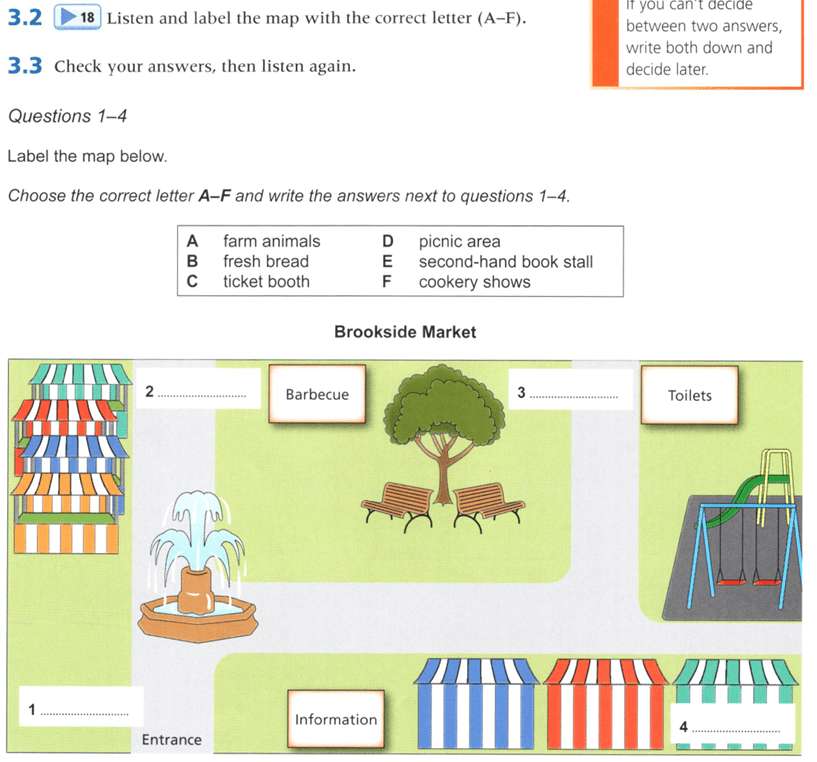 3.2 18 Listen and label the map with the correct letter (A–F).
If you can't decide
between two answers,
write both down and
decide later.
3.3 Check your answers, then listen again.
Questions 1–4
Label the map below.
Choose the correct letter A–F and write the answers next to questions 1–4.
A farm animals D picnic area
B fresh bread E second-hand book stall
C ticket booth F cookery shows
Brookside Market
2 ........................ Barbecue 3 ........................ Toilets
1 ........................ Information 4 ........................
Entrance